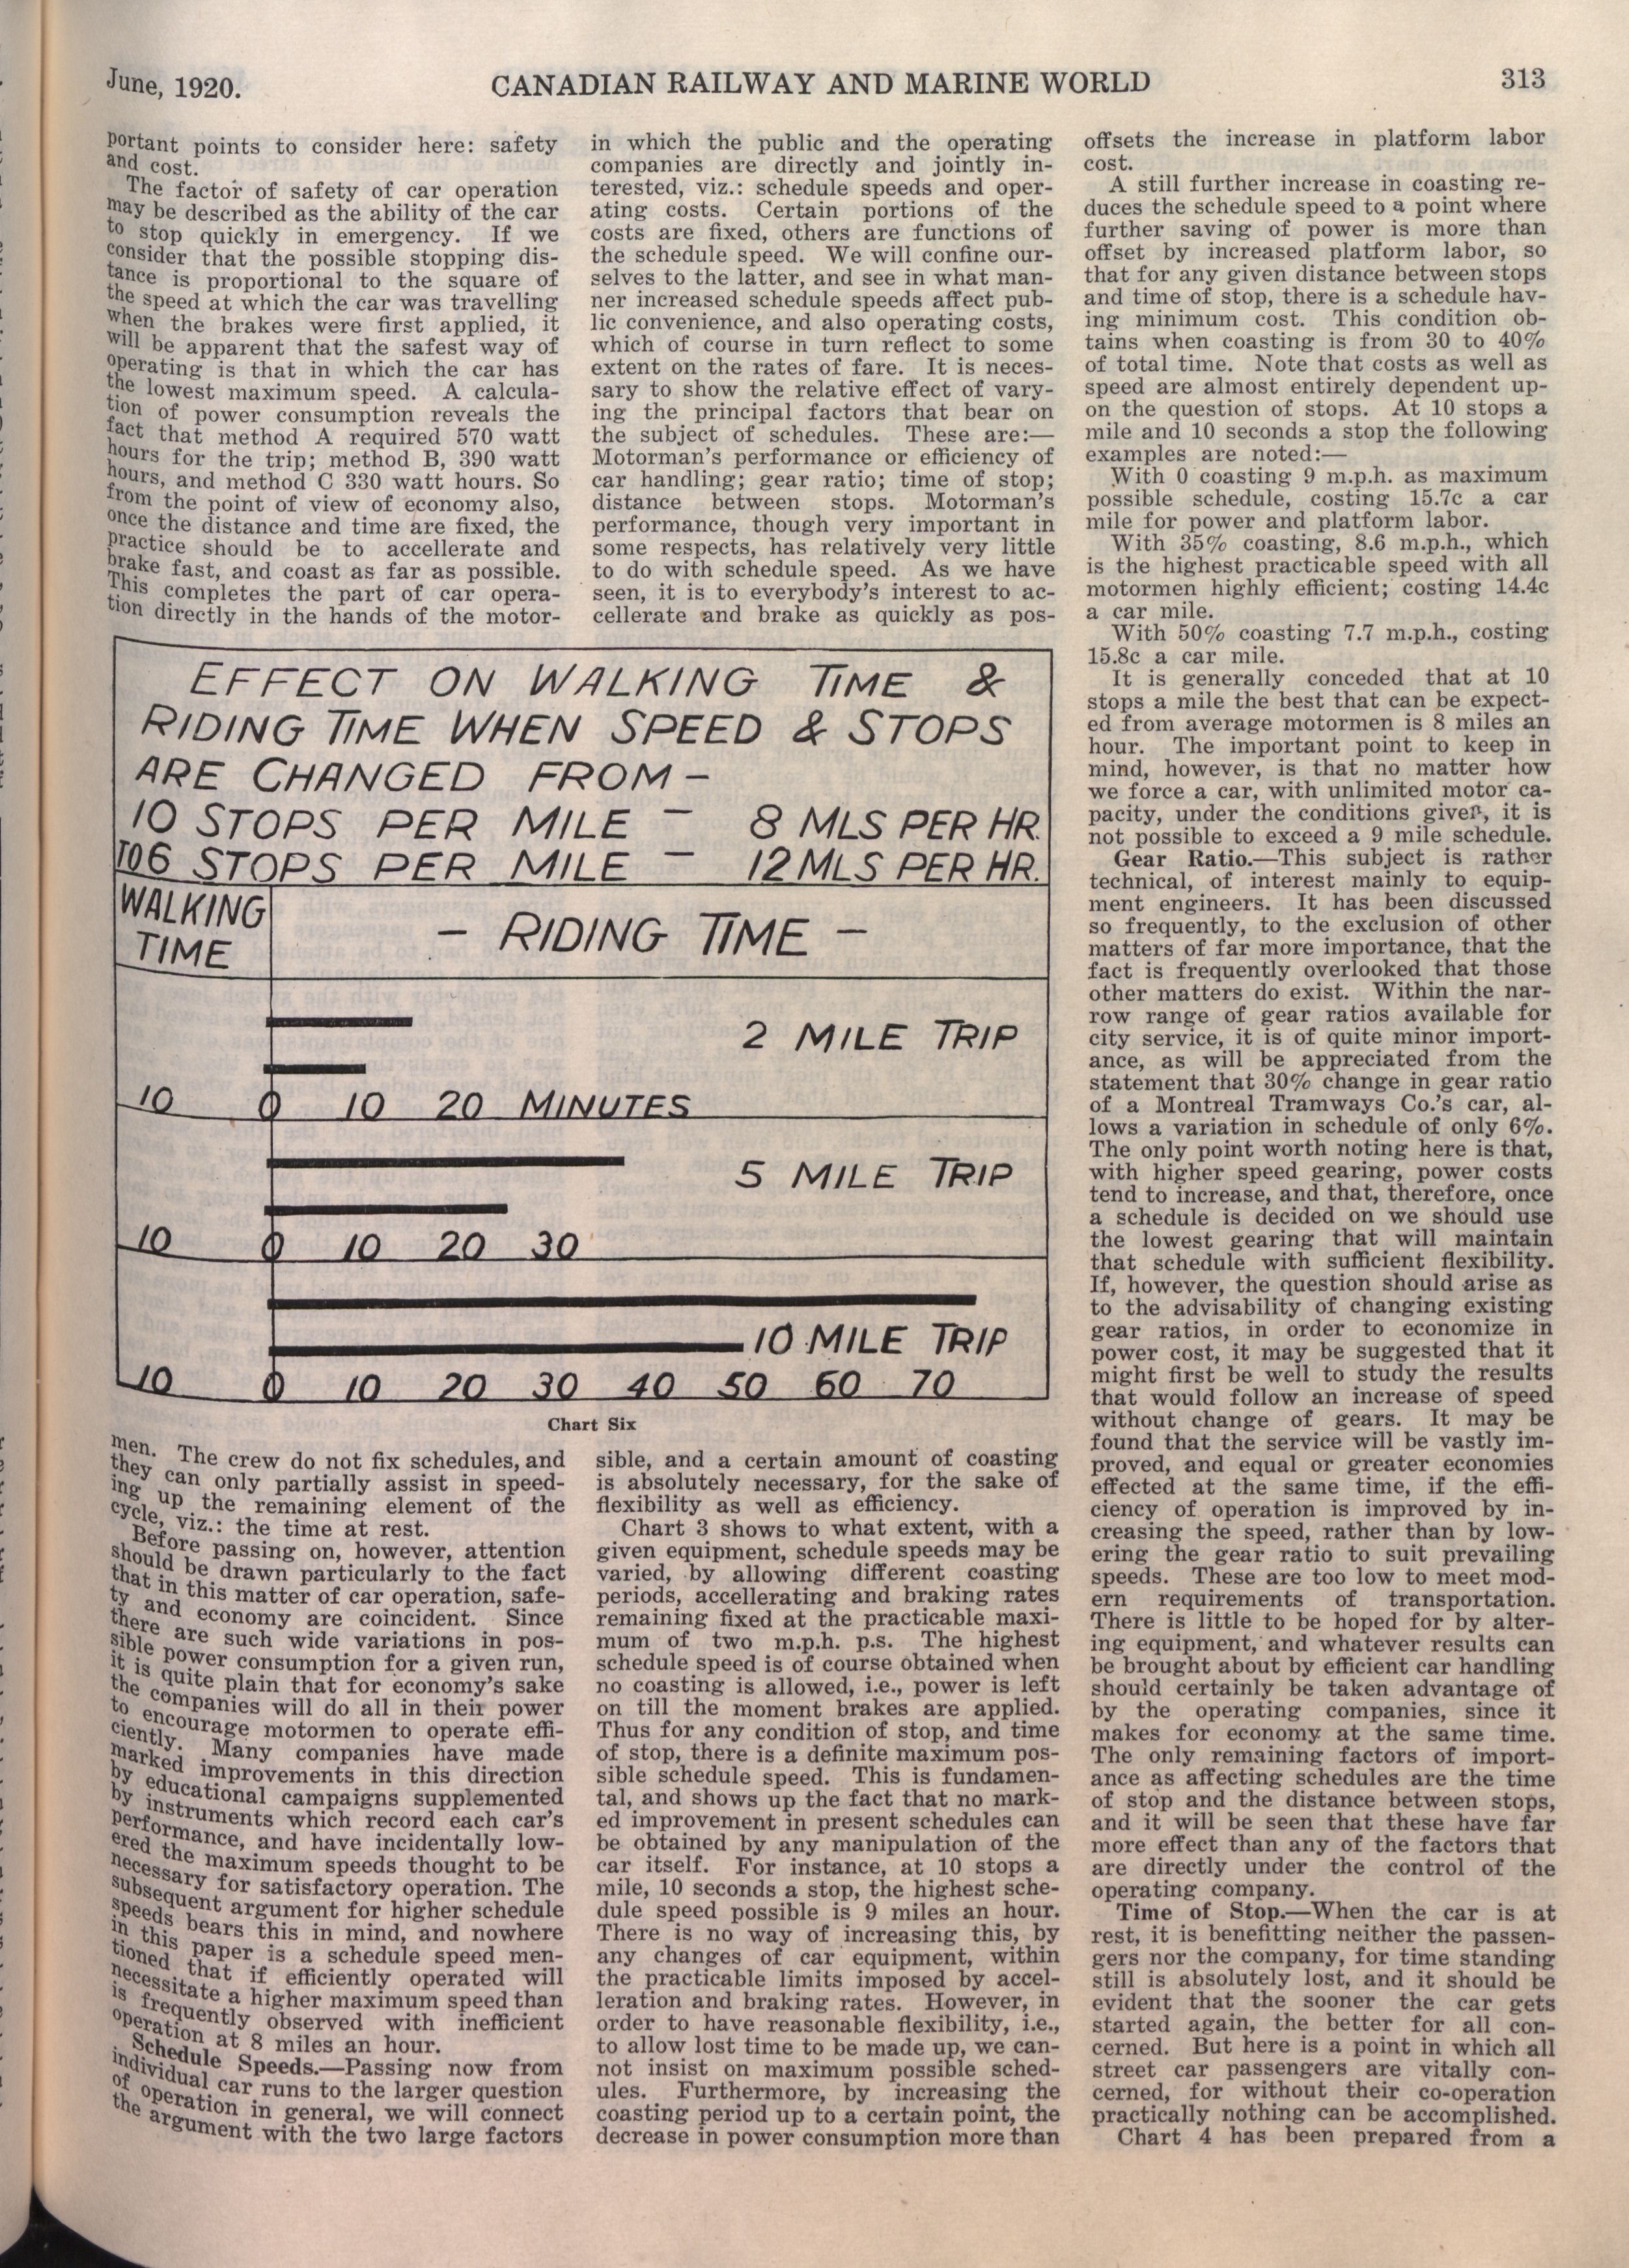 June, 1920.
CANADIAN RAILWAY AND MARINE WORLD
313
portant points to consider here: safety
and cost.
The factor of safety of car operation
may be described as the ability of the car
to stop quickly in emergency. If we
consider that the possible stopping dis-
tance is proportional to the square of
the speed at which the car was travelling
when the brakes were first applied, it
will be apparent that the safest way of
operating is that in which the car has
the lowest maximum speed. A calcula-
tion of power consumption reveals the
fact that method A required 570 watt
hours for the trip; method B, 390 watt
hours, and method C 330 watt hours. So
from the point of view of economy also,
once the distance and time are fixed, the
practice should be to accellerate and
brake fast, and coast as far as possible.
This completes the part of car opera-
tion directly in the hands of the motor-
EFFECT ON WALKING TIME &
RIDING TIME WHEN SPEED & STOPS
ARE CHANGED FROM-
10 STOPS PER MILE - 8 MLS PER HR.
TO 6 STOPS PER MILE - 12 MLS PER HR.
WALKING
TIME
- RIDING TIME -
2 MILE TRIP
10 0 10 20 MINUTES
5 MILE TRIP
10 0 10 20 30
10 MILE TRIP
10 0 10 20 30 40 50 60 70
Chart Six
men. The crew do not fix schedules, and
they can only partially assist in speed-
ing up the remaining element of the
cycle, viz.: the time at rest.
Before passing on, however, attention
should be drawn particularly to the fact
that in this matter of car operation, safe-
ty and economy are coincident. Since
there are such wide variations in pos-
sible power consumption for a given run,
it is quite plain that for economy's sake
the companies will do all in their power
to encourage motormen to operate effi-
ciently. Many companies have made
marked improvements in this direction
by educational campaigns supplemented
by instruments which record each car's
performance, and have incidentally low-
ered the maximum speeds thought to be
necessary for satisfactory operation. The
subsequent argument for higher schedule
speeds bears this in mind, and nowhere
in this paper is a schedule speed men-
tioned that if efficiently operated will
necessitate a higher maximum speed than
is frequently observed with inefficient
operation at 8 miles an hour.
Schedule Speeds.—Passing now from
individual car runs to the larger question
of operation in general, we will connect
the argument with the two large factors
in which the public and the operating
companies are directly and jointly in-
terested, viz.: schedule speeds and oper-
ating costs. Certain portions of the
costs are fixed, others are functions of
the schedule speed. We will confine our-
selves to the latter, and see in what man-
ner increased schedule speeds affect pub-
lic convenience, and also operating costs,
which of course in turn reflect to some
extent on the rates of fare. It is neces-
sary to show the relative effect of vary-
ing the principal factors that bear on
the subject of schedules. These are:—
Motorman's performance or efficiency of
car handling; gear ratio; time of stop;
distance between stops. Motorman's
performance, though very important in
some respects, has relatively very little
to do with schedule speed. As we have
seen, it is to everybody's interest to ac-
cellerate and brake as quickly as pos-
sible, and a certain amount of coasting
is absolutely necessary, for the sake of
flexibility as well as efficiency.
Chart 3 shows to what extent, with a
given equipment, schedule speeds may be
varied, by allowing different coasting
periods, accellerating and braking rates
remaining fixed at the practicable maxi-
mum of two m.p.h. p.s. The highest
schedule speed is of course obtained when
no coasting is allowed, i.e., power is left
on till the moment brakes are applied.
Thus for any condition of stop, and time
of stop, there is a definite maximum pos-
sible schedule speed. This is fundamen-
tal, and shows up the fact that no mark-
ed improvement in present schedules can
be obtained by any manipulation of the
car itself. For instance, at 10 stops a
mile, 10 seconds a stop, the highest sche-
dule speed possible is 9 miles an hour.
There is no way of increasing this, by
any changes of car equipment, within
the practicable limits imposed by accel-
leration and braking rates. However, in
order to have reasonable flexibility, i.e.,
to allow lost time to be made up, we can-
not insist on maximum possible sched-
ules. Furthermore, by increasing the
coasting period up to a certain point, the
decrease in power consumption more than
offsets the increase in platform labor
cost.
A still further increase in coasting re-
duces the schedule speed to a point where
further saving of power is more than
offset by increased platform labor, so
that for any given distance between stops
and time of stop, there is a schedule hav-
ing minimum cost. This condition ob-
tains when coasting is from 30 to 40%
of total time. Note that costs as well as
speed are almost entirely dependent up-
on the question of stops. At 10 stops a
mile and 10 seconds a stop the following
examples are noted:—
With 0 coasting 9 m.p.h. as maximum
possible schedule, costing 15.7c a car
mile for power and platform labor.
With 35% coasting, 8.6 m.p.h., which
is the highest practicable speed with all
motormen highly efficient; costing 14.4c
a car mile.
With 50% coasting 7.7 m.p.h., costing
15.8c a car mile.
It is generally conceded that at 10
stops a mile the best that can be expect-
ed from average motormen is 8 miles an
hour. The important point to keep in
mind, however, is that no matter how
we force a car, with unlimited motor ca-
pacity, under the conditions given, it is
not possible to exceed a 9 mile schedule.
Gear Ratio.—This subject is rather
technical, of interest mainly to equip-
ment engineers. It has been discussed
so frequently, to the exclusion of other
matters of far more importance, that the
fact is frequently overlooked that those
other matters do exist. Within the nar-
row range of gear ratios available for
city service, it is of quite minor import-
ance, as will be appreciated from the
statement that 30% change in gear ratio
of a Montreal Tramways Co.'s car, al-
lows a variation in schedule of only 6%.
The only point worth noting here is that,
with higher speed gearing, power costs
tend to increase, and that, therefore, once
a schedule is decided on we should use
the lowest gearing that will maintain
that schedule with sufficient flexibility.
If, however, the question should arise as
to the advisability of changing existing
gear ratios, in order to economize in
power cost, it may be suggested that it
might first be well to study the results
that would follow an increase of speed
without change of gears. It may be
found that the service will be vastly im-
proved, and equal or greater economies
effected at the same time, if the effi-
ciency of operation is improved by in-
creasing the speed, rather than by low-
ering the gear ratio to suit prevailing
speeds. These are too low to meet mod-
ern requirements of transportation.
There is little to be hoped for by alter-
ing equipment, and whatever results can
be brought about by efficient car handling
should certainly be taken advantage of
by the operating companies, since it
makes for economy at the same time.
The only remaining factors of import-
ance as affecting schedules are the time
of stop and the distance between stops,
and it will be seen that these have far
more effect than any of the factors that
are directly under the control of the
operating company.
Time of Stop.—When the car is at
rest, it is benefitting neither the passen-
gers nor the company, for time standing
still is absolutely lost, and it should be
evident that the sooner the car gets
started again, the better for all con-
cerned. But here is a point in which all
street car passengers are vitally con-
cerned, for without their co-operation
practically nothing can be accomplished.
Chart 4 has been prepared from a